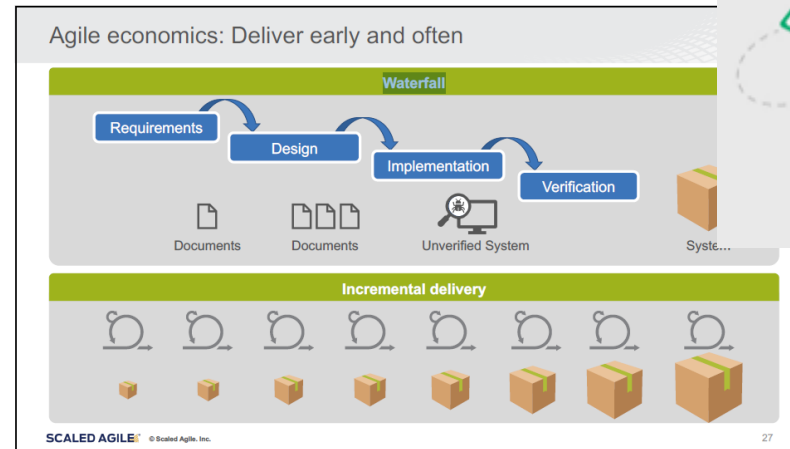 Agile economics: Deliver early and often
Waterfall
Requirements
Design
Implementation
Verification
Documents
Documents
Unverified System
Incremental delivery
SCALED AGILE © Scaled Agile. Inc.
27